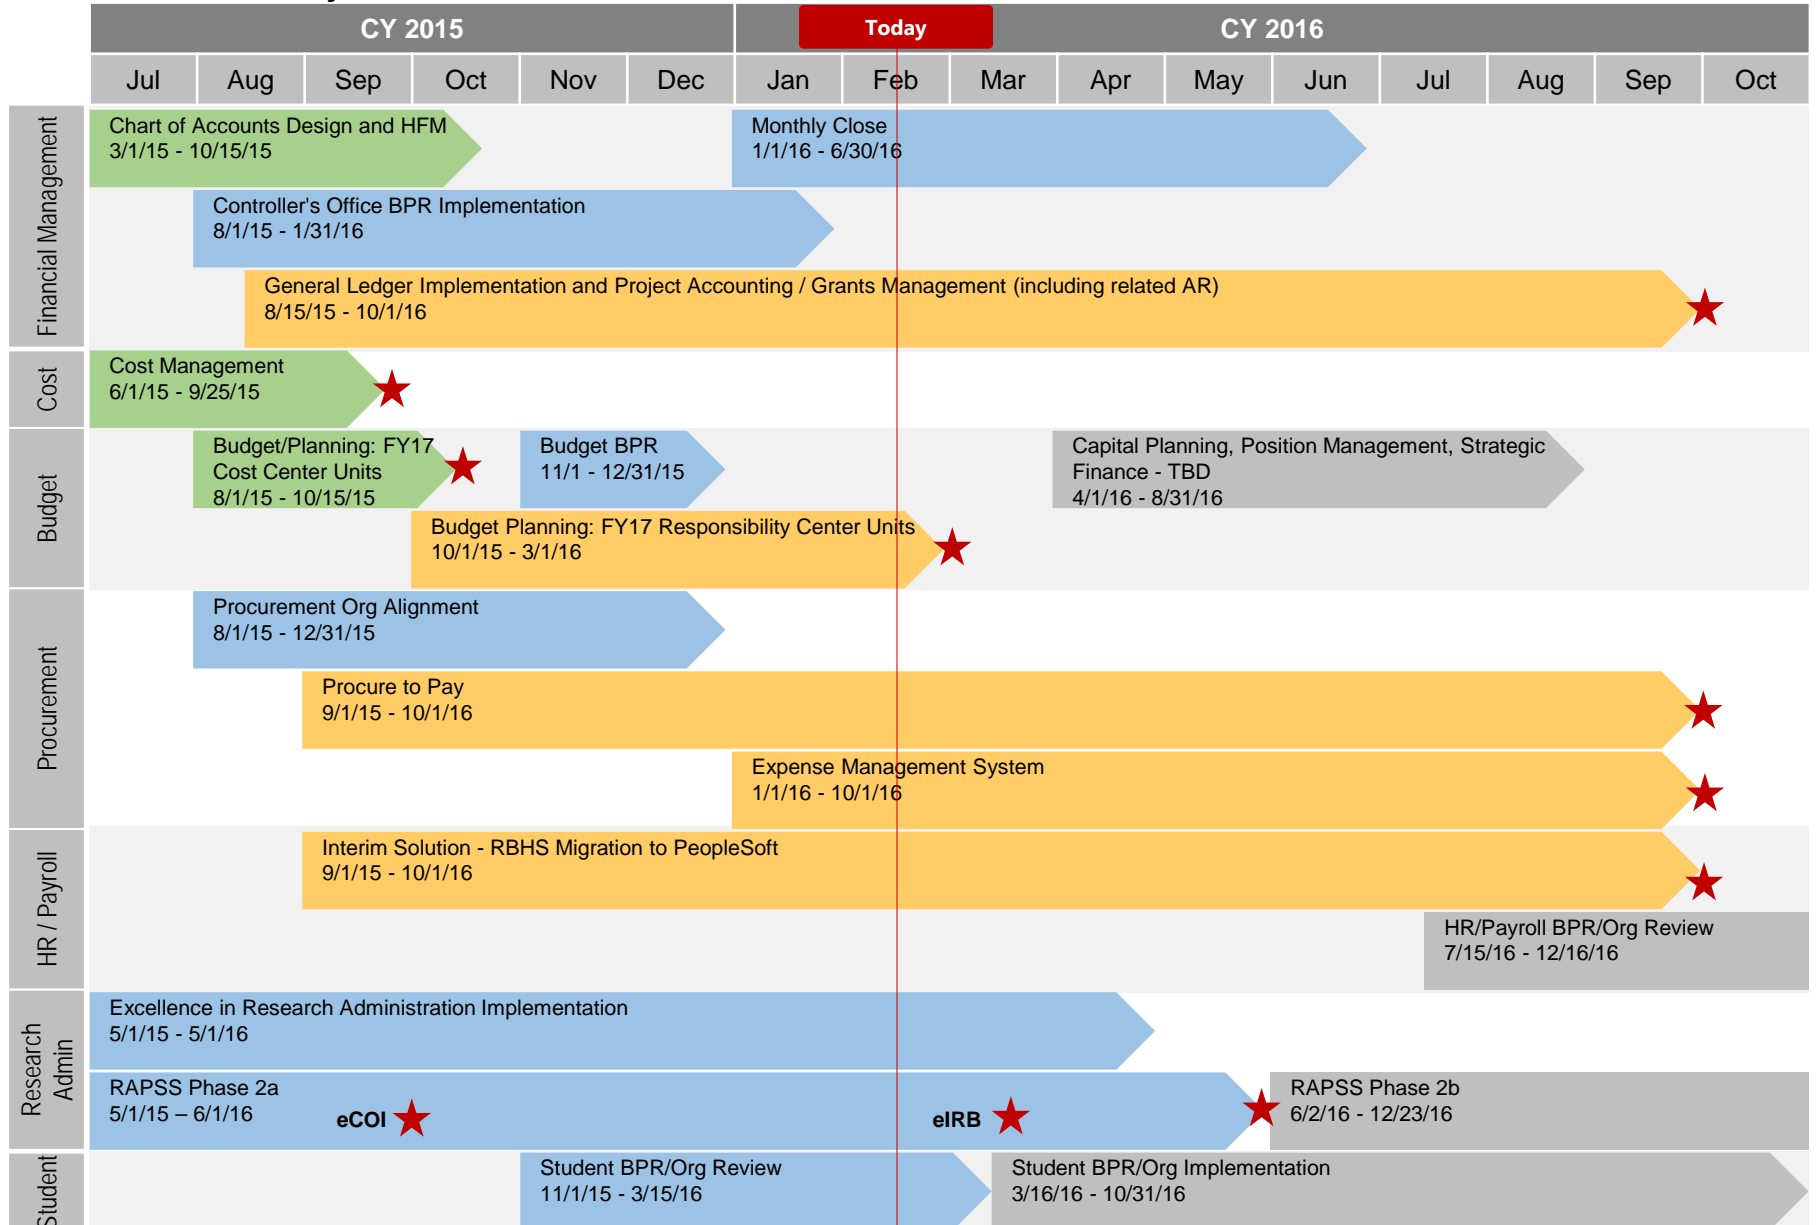 CY 2015
Today
CY 2016
Jul
Aug
Sep
Oct
Nov
Dec
Jan
Feb
Mar
Apr
May
Jun
Jul
Aug
Sep
Oct
Financial Management
Chart of Accounts Design and HFM
3/1/15 - 10/15/15
Monthly Close
1/1/16 - 6/30/16
Controller's Office BPR Implementation
8/1/15 - 1/31/16
General Ledger Implementation and Project Accounting / Grants Management (including related AR)
8/15/15 - 10/1/16
Cost
Cost Management
6/1/15 - 9/25/15
Budget
Budget/Planning: FY17
Cost Center Units
8/1/15 - 10/15/15
Budget BPR
11/1 - 12/31/15
Capital Planning, Position Management, Strategic
Finance - TBD
4/1/16 - 8/31/16
Budget Planning: FY17 Responsibility Center Units
10/1/15 - 3/1/16
Procurement
Procurement Org Alignment
8/1/15 - 12/31/15
Procure to Pay
9/1/15 - 10/1/16
Expense Management System
1/1/16 - 10/1/16
HR / Payroll
Interim Solution - RBHS Migration to PeopleSoft
9/1/15 - 10/1/16
HR/Payroll BPR/Org Review
7/15/16 - 12/16/16
Research
Admin
Excellence in Research Administration Implementation
5/1/15 - 5/1/16
RAPSS Phase 2a
5/1/15 – 6/1/16
eCOI
eIRB
RAPSS Phase 2b
6/2/16 - 12/23/16
Student
Student BPR/Org Review
11/1/15 - 3/15/16
Student BPR/Org Implementation
3/16/16 - 10/31/16